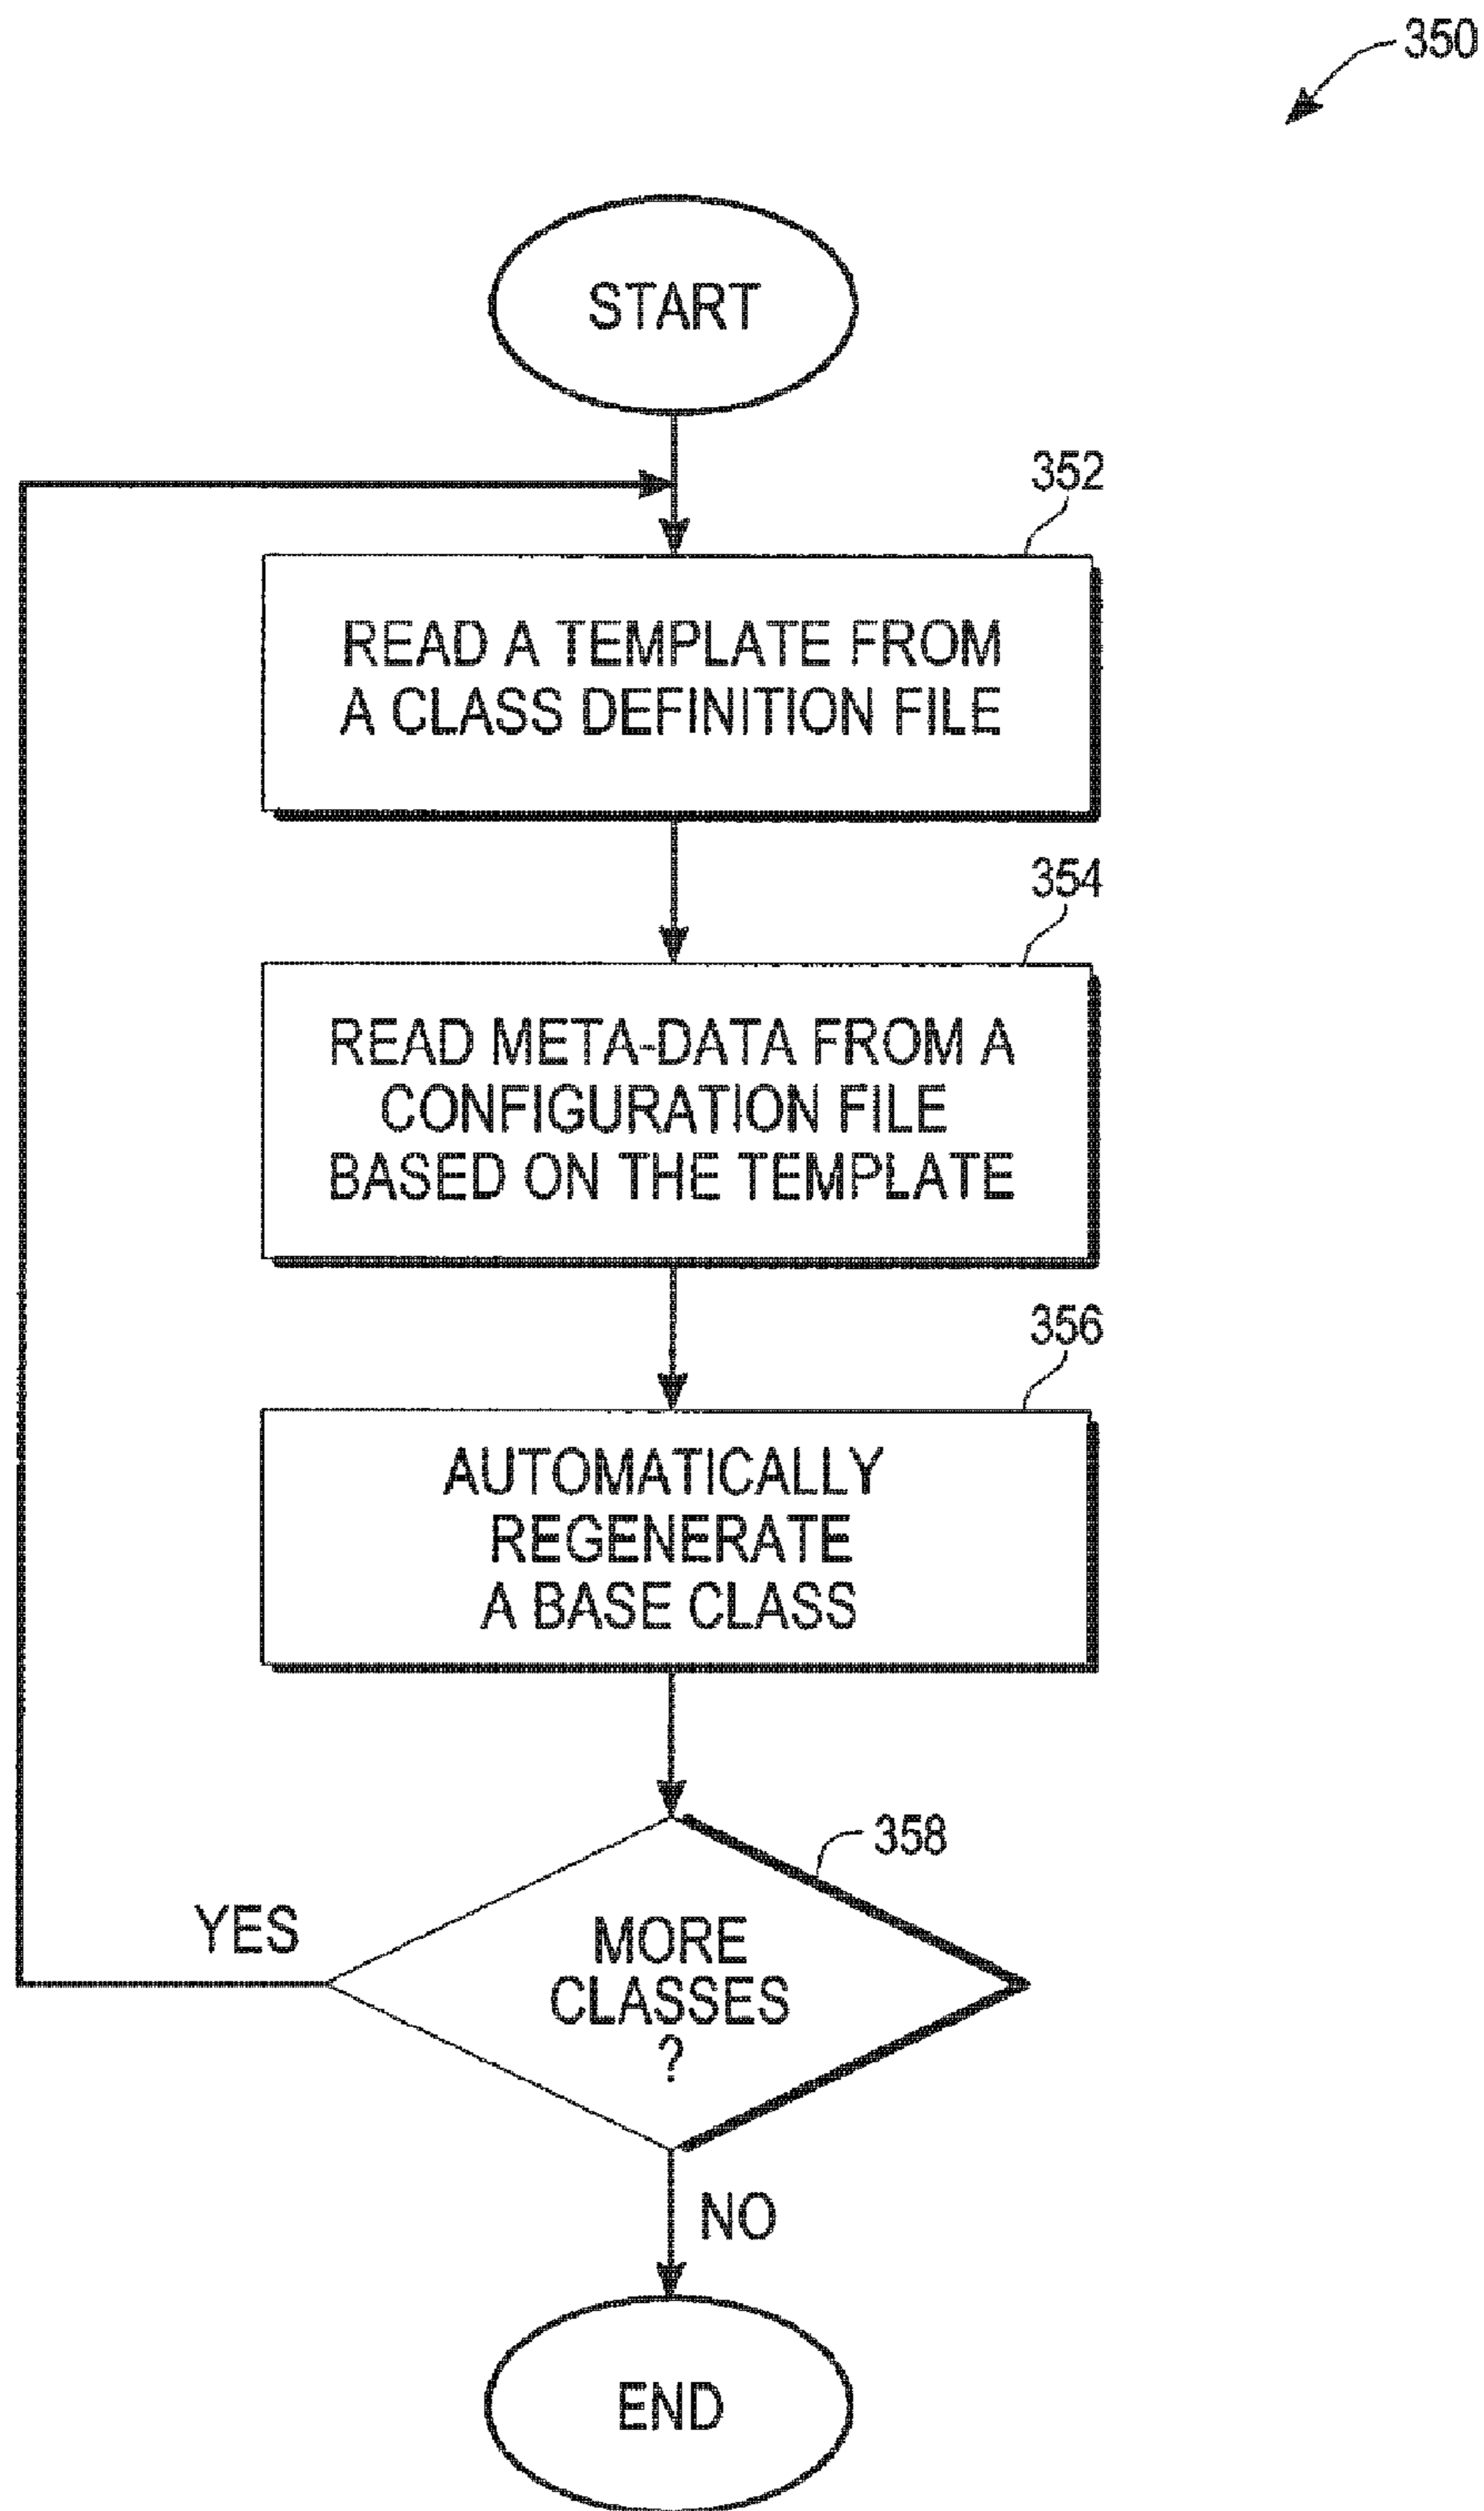 350
START
352
READ A TEMPLATE FROM
A CLASS DEFINITION FILE
354
READ META-DATA FROM A
CONFIGURATION FILE
BASED ON THE TEMPLATE
356
AUTOMATICALLY
REGENERATE
A BASE CLASS
358
YES
MORE
CLASSES
?
NO
END